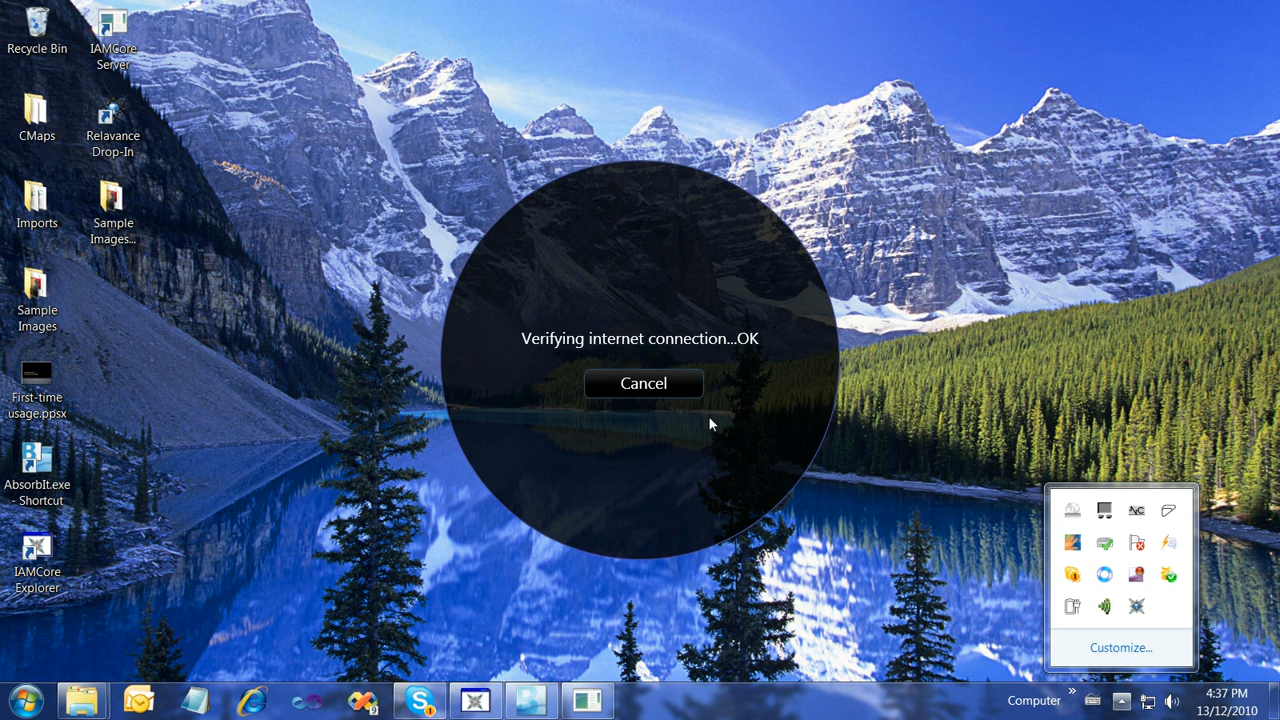 Recycle Bin
IAMCore
Server
CMaps
Relavance
Drop-In
Imports
Sample
Images...
Sample
Images
First-time
usage.ppsx
AbsorbIt.exe
- Shortcut
IAMCore
Explorer
Verifying internet connection...OK
Cancel
Customize...
Computer
»
4:37 PM
13/12/2010